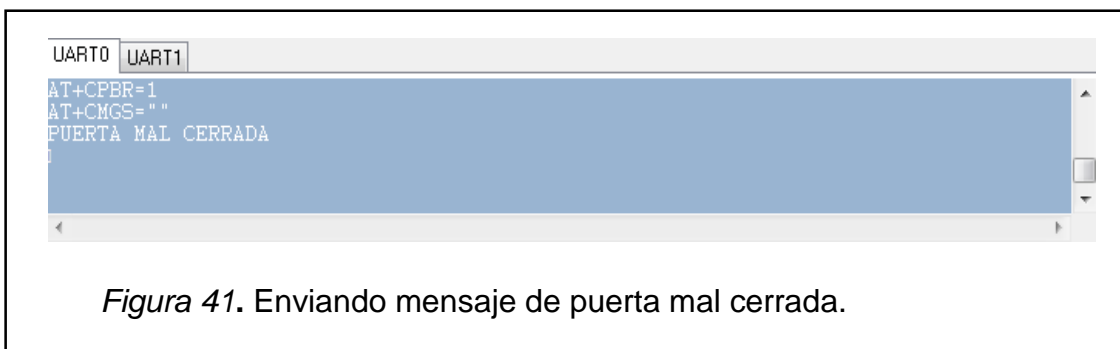 UART0 UART1
AT+CPBR=1
AT+CMGS=""
PUERTA MAL CERRADA
Figura 41. Enviando mensaje de puerta mal cerrada.